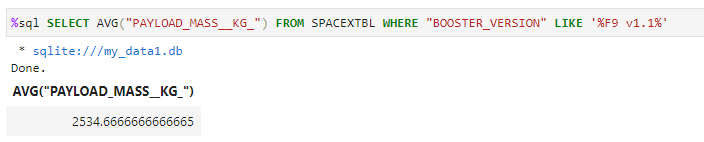 %sql SELECT AVG("PAYLOAD_MASS__KG_") FROM SPACEXTBL WHERE "BOOSTER_VERSION" LIKE '%F9 v1.1%'
* sqlite:///my_data1.db
Done.
AVG("PAYLOAD_MASS__KG_")
2534.6666666666665